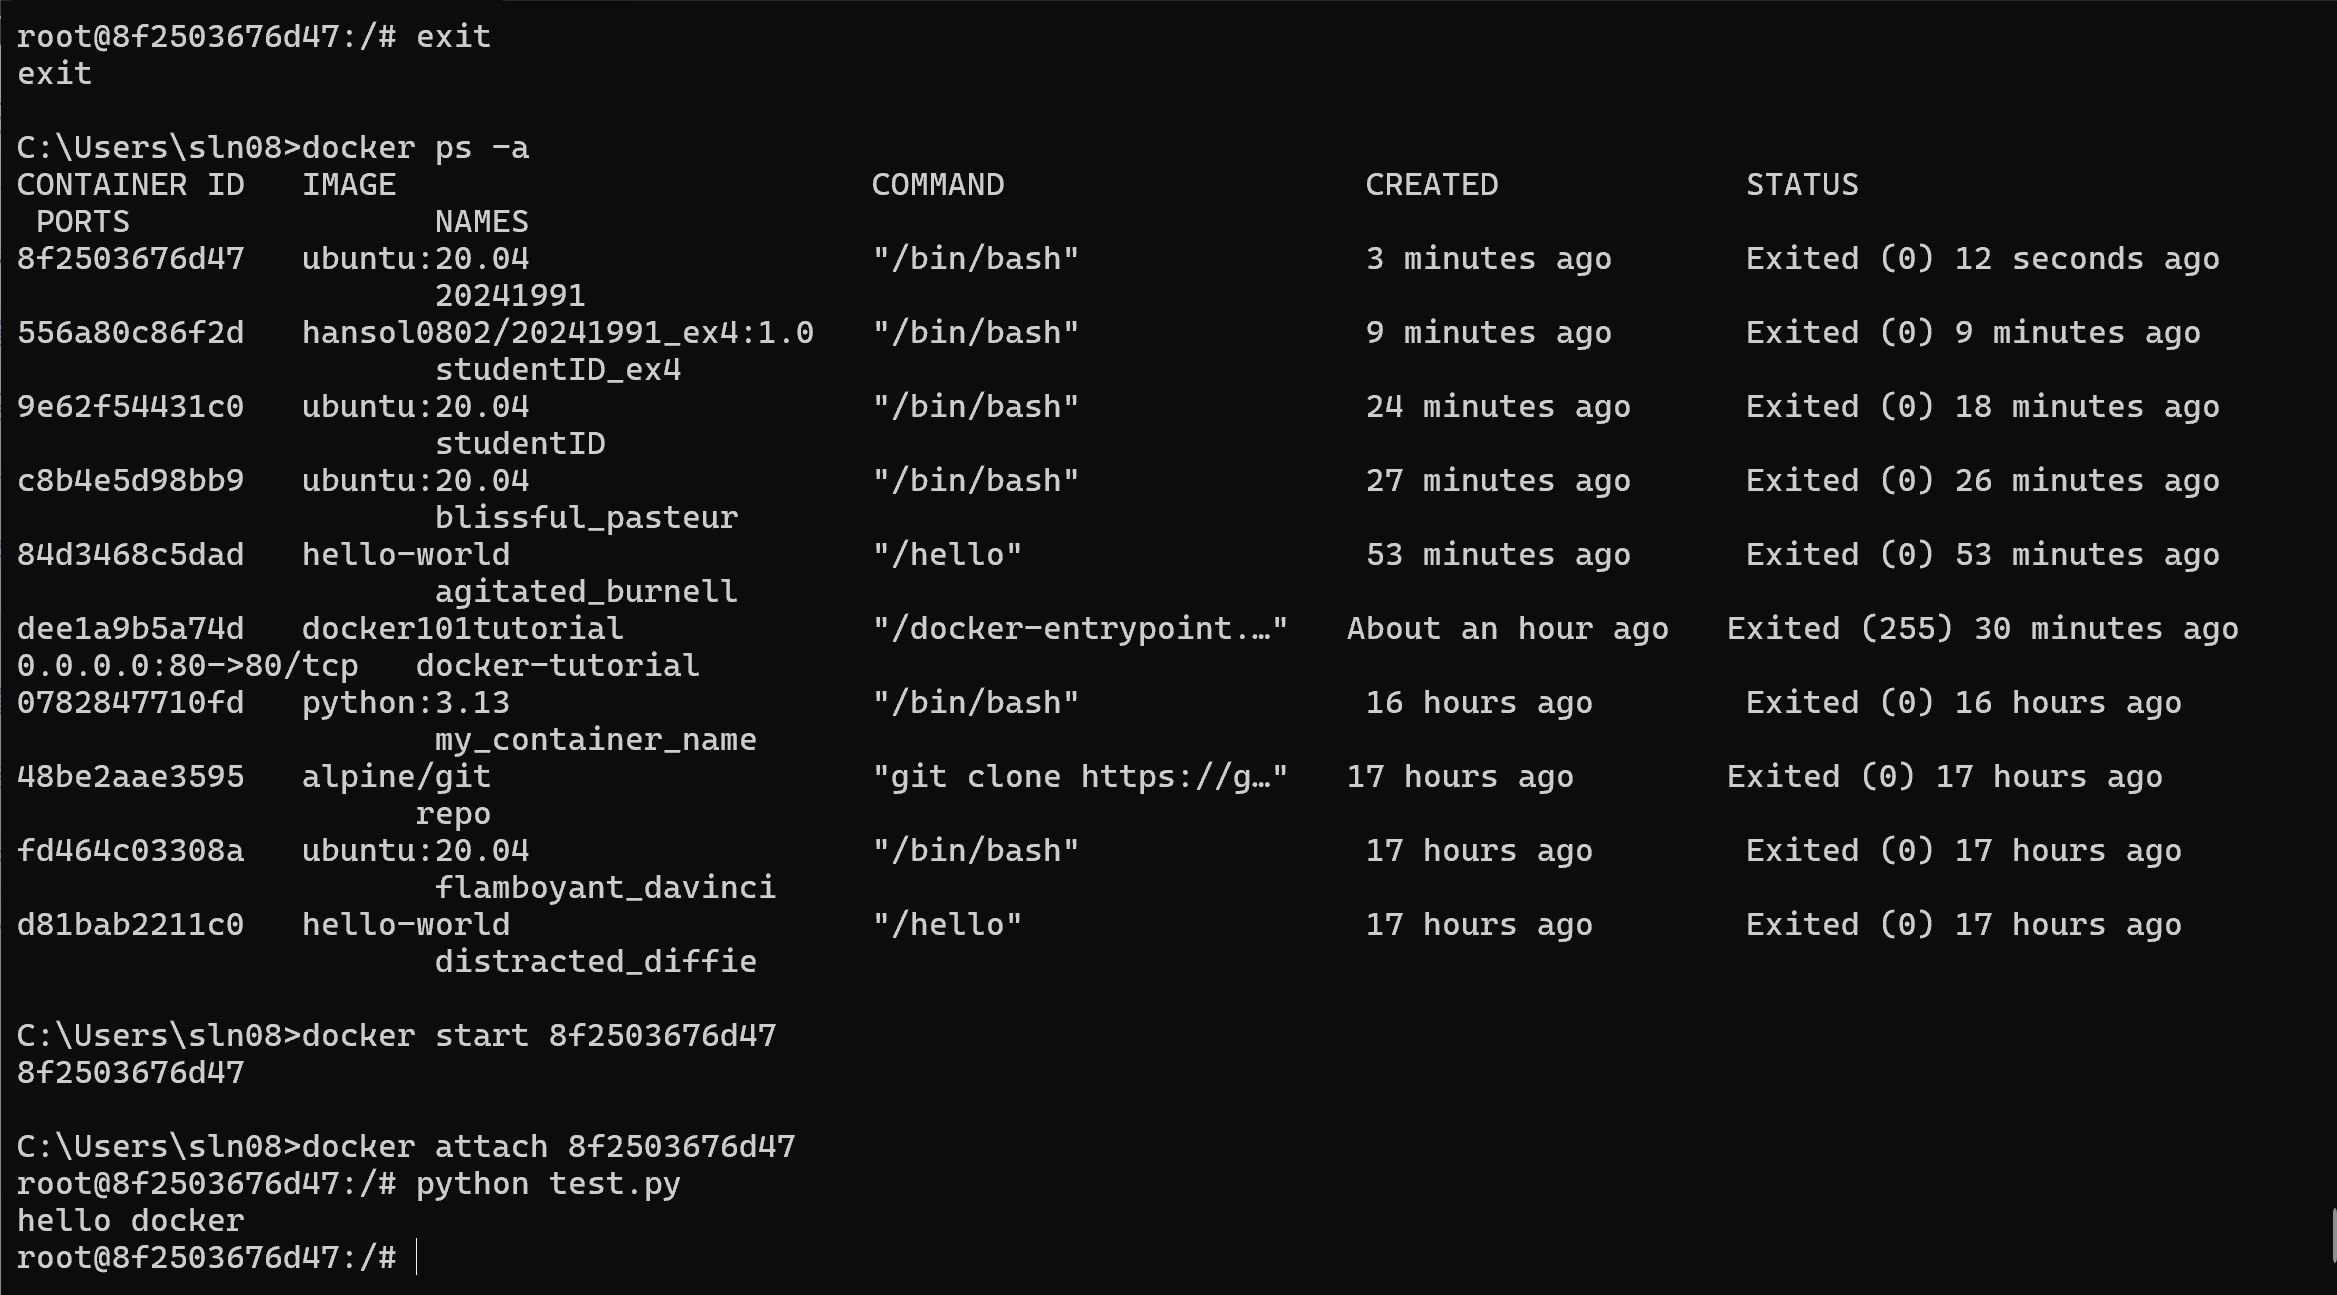 root@8f2503676d47:/# exit
exit
C:\Users\sln08>docker ps -a
CONTAINER ID   IMAGE                         COMMAND                   CREATED             STATUS
 PORTS                NAMES
8f2503676d47   ubuntu:20.04                  "/bin/bash"               3 minutes ago       Exited (0) 12 seconds ago
                      20241991
556a80c86f2d   hansol0802/20241991_ex4:1.0   "/bin/bash"               9 minutes ago       Exited (0) 9 minutes ago
                      studentID_ex4
9e62f54431c0   ubuntu:20.04                  "/bin/bash"               24 minutes ago      Exited (0) 18 minutes ago
                      studentID
c8b4e5d98bb9   ubuntu:20.04                  "/bin/bash"               27 minutes ago      Exited (0) 26 minutes ago
                      blissful_pasteur
84d3468c5dad   hello-world                   "/hello"                  53 minutes ago      Exited (0) 53 minutes ago
                      agitated_burnell
dee1a9b5a74d   docker101tutorial             "/docker-entrypoint.…"   About an hour ago   Exited (255) 30 minutes ago
0.0.0.0:80->80/tcp   docker-tutorial
0782847710fd   python:3.13                   "/bin/bash"               16 hours ago        Exited (0) 16 hours ago
                      my_container_name
48be2aae3595   alpine/git                    "git clone https://g…"   17 hours ago        Exited (0) 17 hours ago
                     repo
fd464c03308a   ubuntu:20.04                  "/bin/bash"               17 hours ago        Exited (0) 17 hours ago
                      flamboyant_davinci
d81bab2211c0   hello-world                   "/hello"                  17 hours ago        Exited (0) 17 hours ago
                      distracted_diffie
C:\Users\sln08>docker start 8f2503676d47
8f2503676d47
C:\Users\sln08>docker attach 8f2503676d47
root@8f2503676d47:/# python test.py
hello docker
root@8f2503676d47:/#